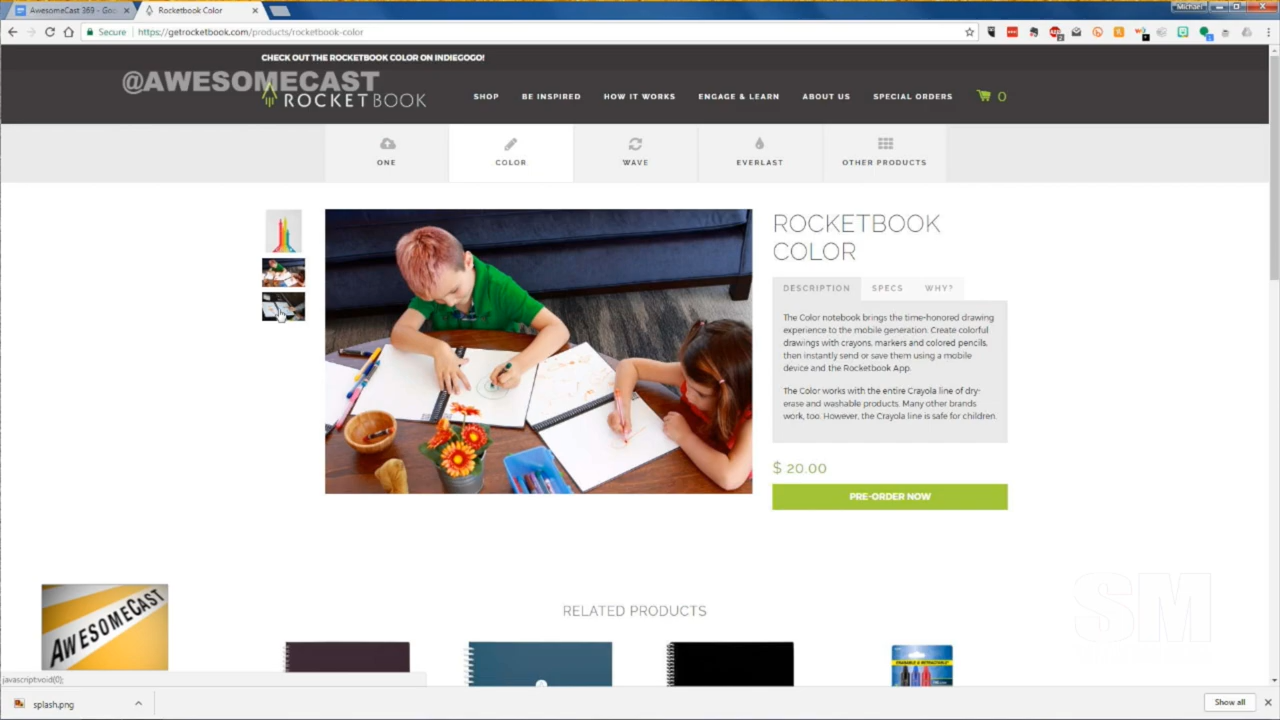 AwesomeCast 369 - Goo
Rocketbook Color
Michael
Secure
https://getrocketbook.com/products/rocketbook-color
CHECK OUT THE ROCKETBOOK COLOR ON INDIEGOGO!
@AWESOMECAST
ROCKETBOOK
SHOP
BE INSPIRED
HOW IT WORKS
ENGAGE & LEARN
ABOUT US
SPECIAL ORDERS
0
ONE
COLOR
WAVE
EVERLAST
OTHER PRODUCTS
ROCKETBOOK
COLOR
DESCRIPTION
SPECS
WHY?
The Color notebook brings the time-honored drawing
experience to the mobile generation. Create colorful
drawings with crayons, markers and colored pencils,
then instantly send or save them using a mobile
device and the Rocketbook App.
The Color works with the entire Crayola line of dry-
erase and washable products. Many other brands
work, too. However, the Crayola line is safe for children.
$ 20.00
PRE-ORDER NOW
AWESOMECAST
SM
RELATED PRODUCTS
ERASABLE & RETRACTABLE!
javascript:void(0);
splash.png
Show all